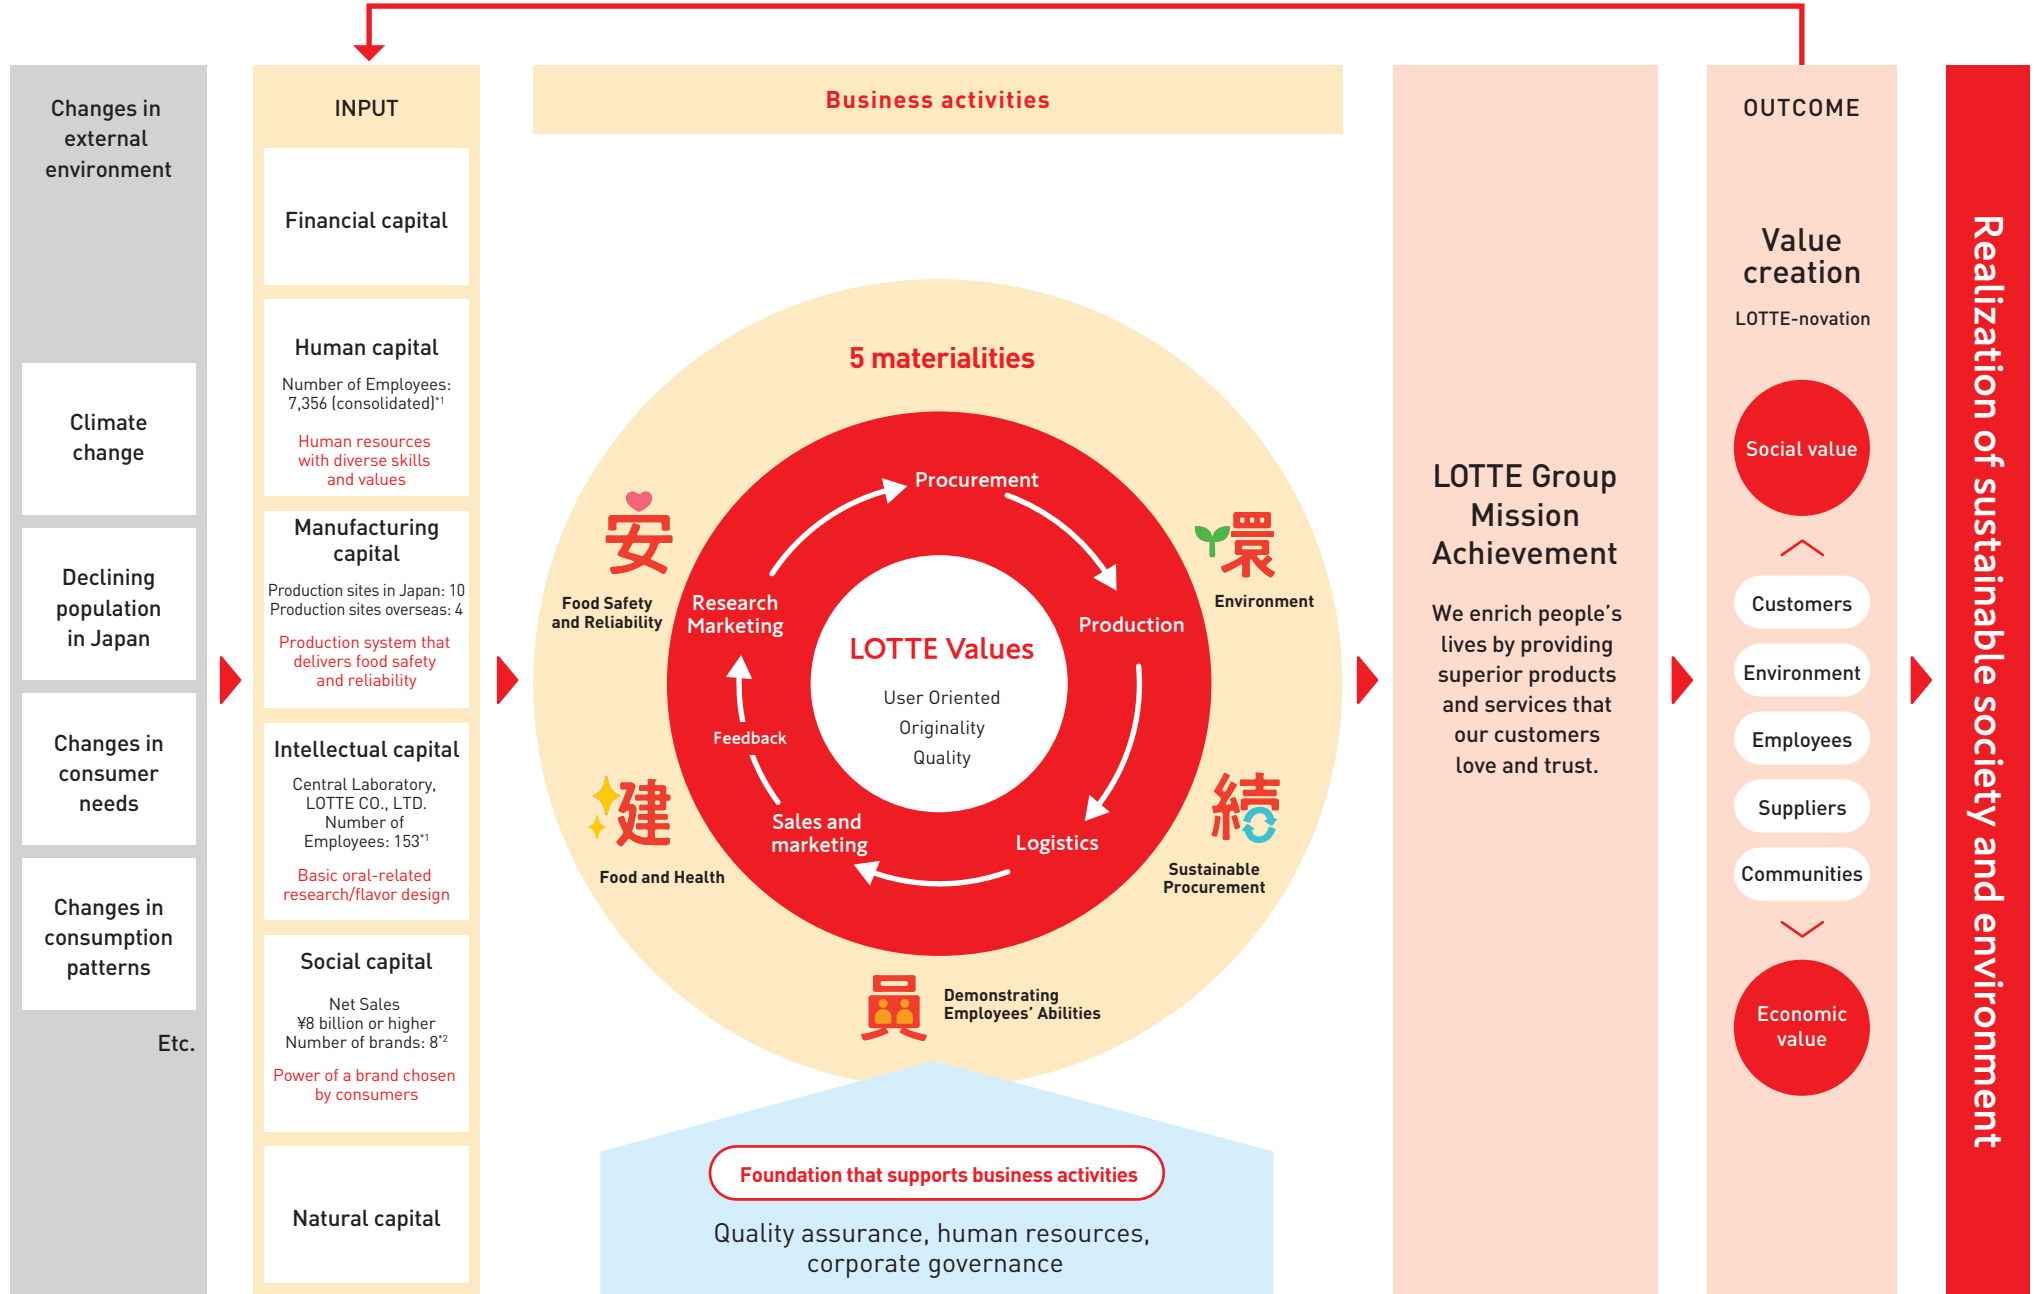 Changes in
external
environment
Climate
change
Declining
population
in Japan
Changes in
consumer
needs
Changes in
consumption
patterns
Etc.
INPUT
Financial capital
Human capital
Number of Employees:
7,356 (consolidated)*1
Human resources
with diverse skills
and values
Manufacturing
capital
Production sites in Japan: 10
Production sites overseas: 4
Production system that
delivers food safety
and reliability
Intellectual capital
Central Laboratory,
LOTTE CO., LTD.
Number of
Employees: 153*1
Basic oral-related
research/flavor design
Social capital
Net Sales
¥8 billion or higher
Number of brands: 8*2
Power of a brand chosen
by consumers
Natural capital
Business activities
5 materialities
安
Food Safety
and Reliability
環
Environment
建
Food and Health
続
Sustainable
Procurement
員
Demonstrating
Employees’ Abilities
Procurement
Production
Logistics
Sales and
marketing
Feedback
Research
Marketing
LOTTE Values
User Oriented
Originality
Quality
Foundation that supports business activities
Quality assurance, human resources,
corporate governance
LOTTE Group
Mission
Achievement
We enrich people’s
lives by providing
superior products
and services that
our customers
love and trust.
OUTCOME
Value
creation
LOTTE-novation
Social value
Customers
Environment
Employees
Suppliers
Communities
Economic
value
Realization of sustainable society and environment